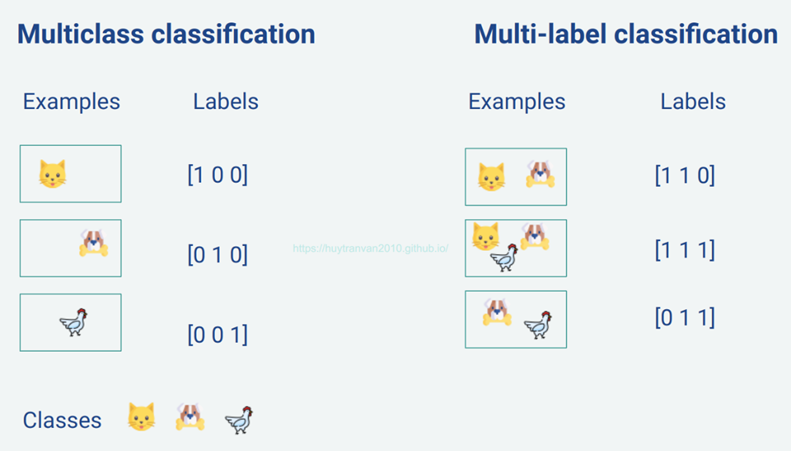 Multiclass classification
Multi-label classification
Examples Labels
Examples Labels
[1 0 0]
[1 1 0]
[0 1 0]
https://huytranvan2010.github.io/
[1 1 1]
[0 0 1]
[0 1 1]
Classes